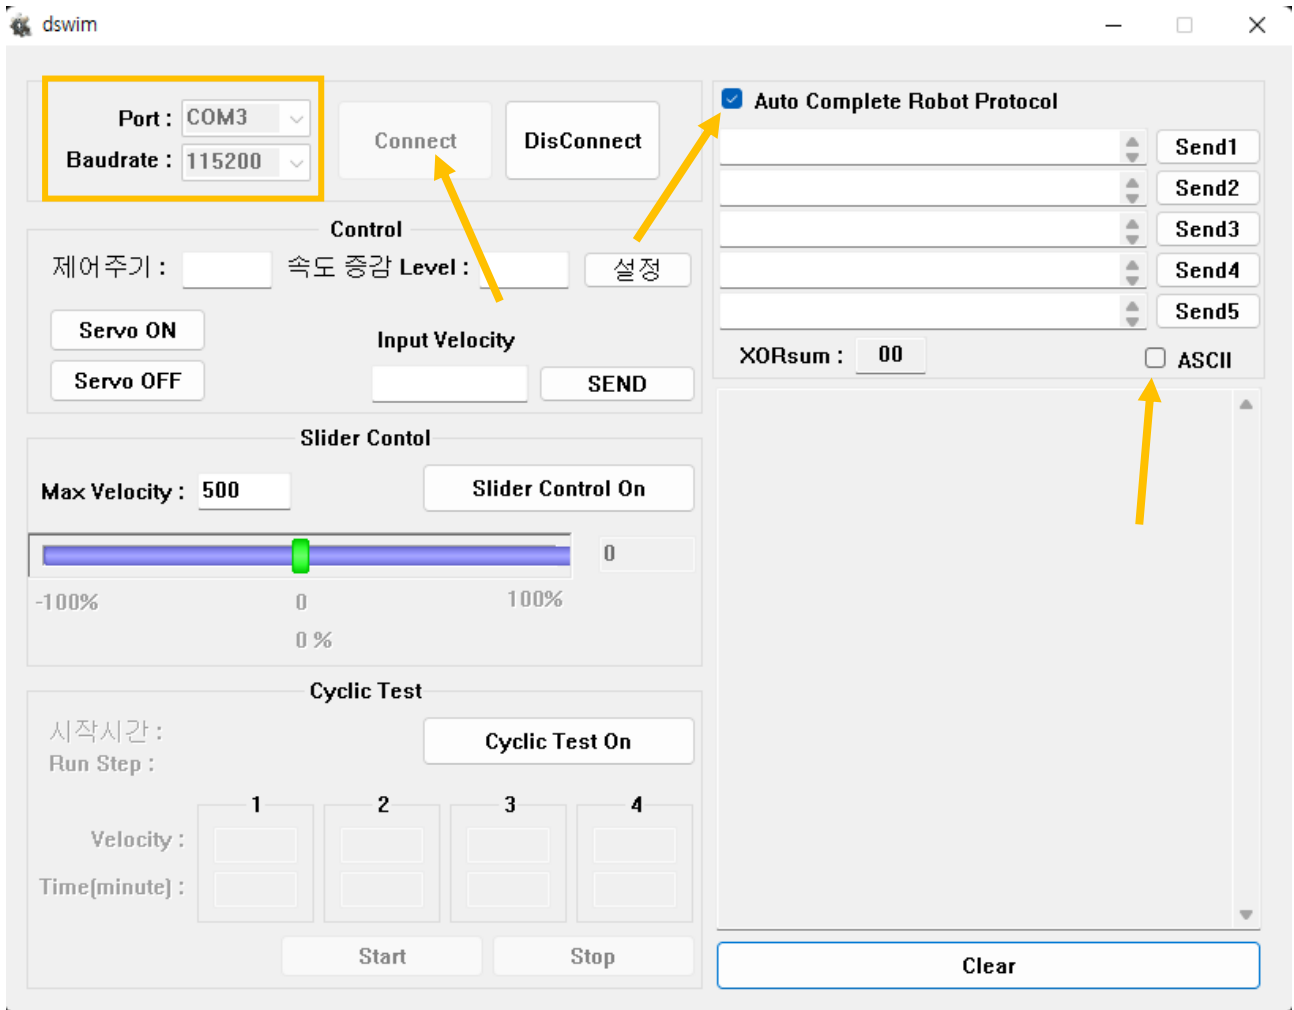 dswim
Port : COM3
Baudrate : 115200
Connect
DisConnect
Control
제어주기 :
속도 증감 Level :
설정
Servo ON
Servo OFF
Input Velocity
SEND
Slider Contol
Max Velocity : 500
Slider Control On
0
-100%
0
100%
0 %
Cyclic Test
시작시간 :
Run Step :
Cyclic Test On
1 2 3 4
Velocity :
Time(minute) :
Start
Stop
Auto Complete Robot Protocol
Send1
Send2
Send3
Send4
Send5
XORsum : 00
ASCII
Clear